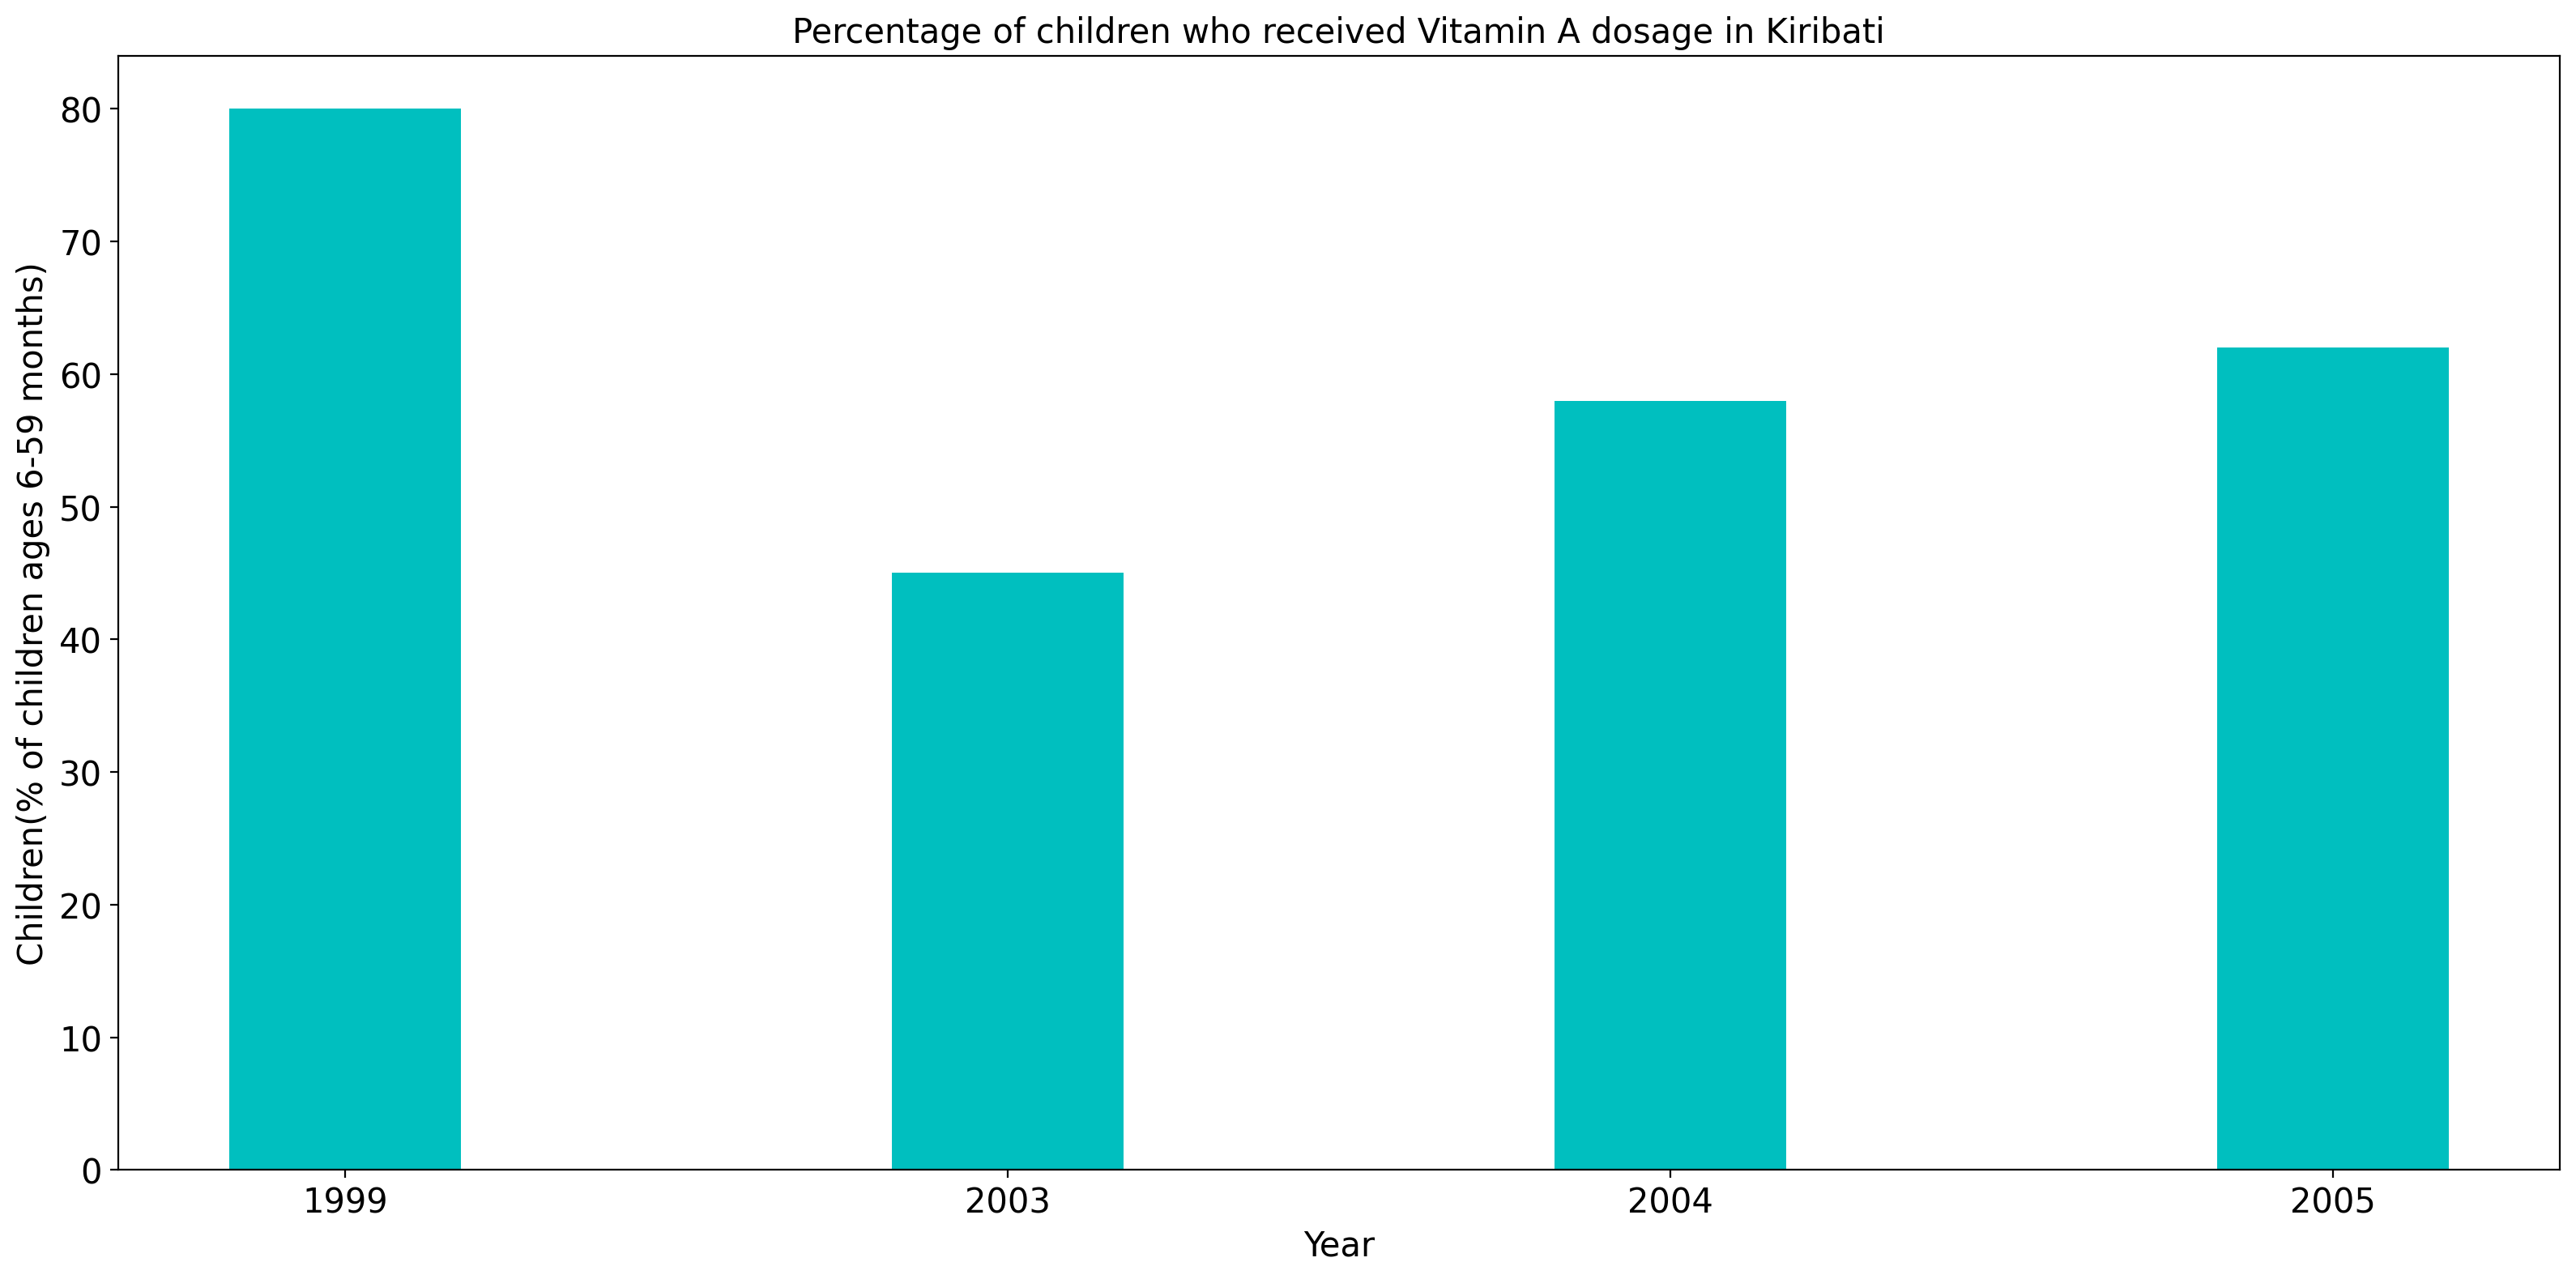 Percentage of children who received Vitamin A dosage in Kiribati
Children(% of children ages 6-59 months)
80
70
60
50
40
30
20
10
0
1999 2003 2004 2005
Year